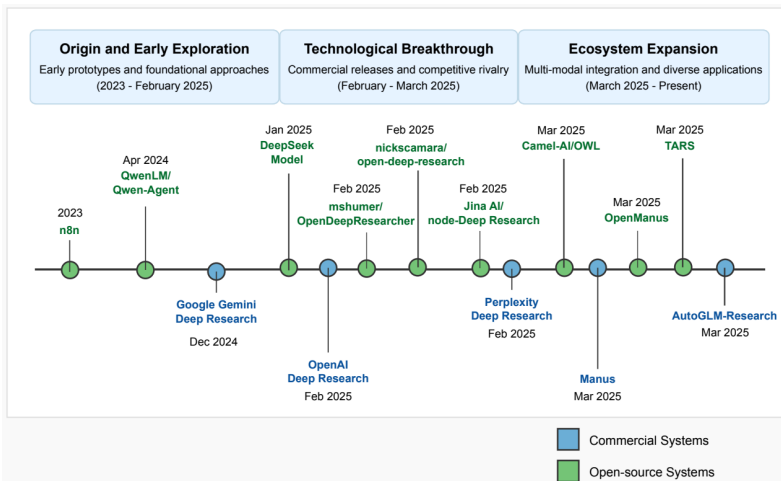 Origin and Early Exploration
Early prototypes and foundational approaches
(2023 - February 2025)
Technological Breakthrough
Commercial releases and competitive rivalry
(February - March 2025)
Ecosystem Expansion
Multi-modal integration and diverse applications
(March 2025 - Present)
2023
n8n
Apr 2024
QwenLM/
Qwen-Agent
Google Gemini
Deep Research
Dec 2024
Jan 2025
DeepSeek
Model
OpenAI
Deep Research
Feb 2025
Feb 2025
mshumer/
OpenDeepResearcher
Feb 2025
nickscamara/
open-deep-research
Feb 2025
Jina AI/
node-Deep Research
Perplexity
Deep Research
Feb 2025
Mar 2025
Camel-AI/OWL
Manus
Mar 2025
Mar 2025
OpenManus
Mar 2025
TARS
AutoGLM-Research
Mar 2025
Commercial Systems
Open-source Systems